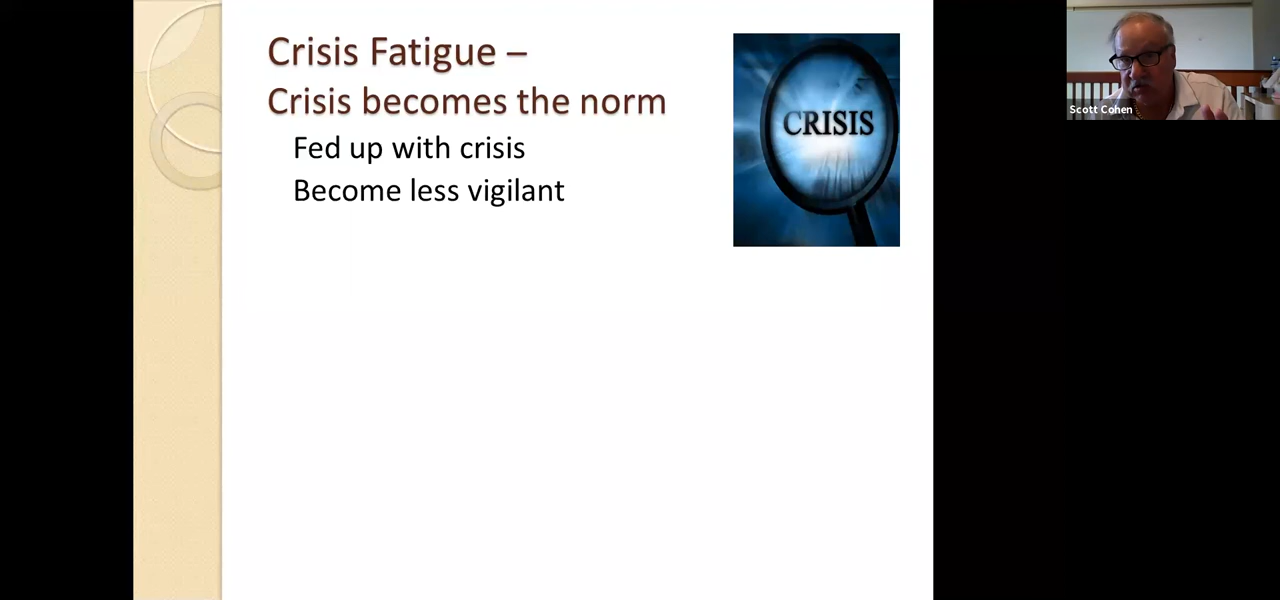 Crisis Fatigue –
Crisis becomes the norm
Fed up with crisis
Become less vigilant
CRISIS
Scott Cohen